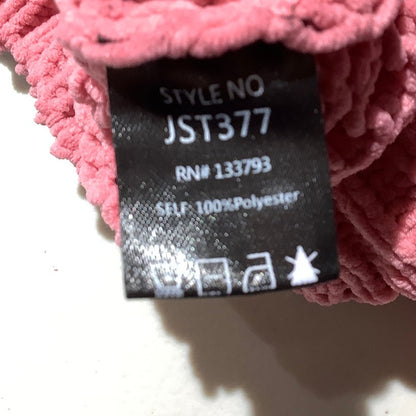 STYLE NO
JST377
RN# 133793
SELF 100%Polyester